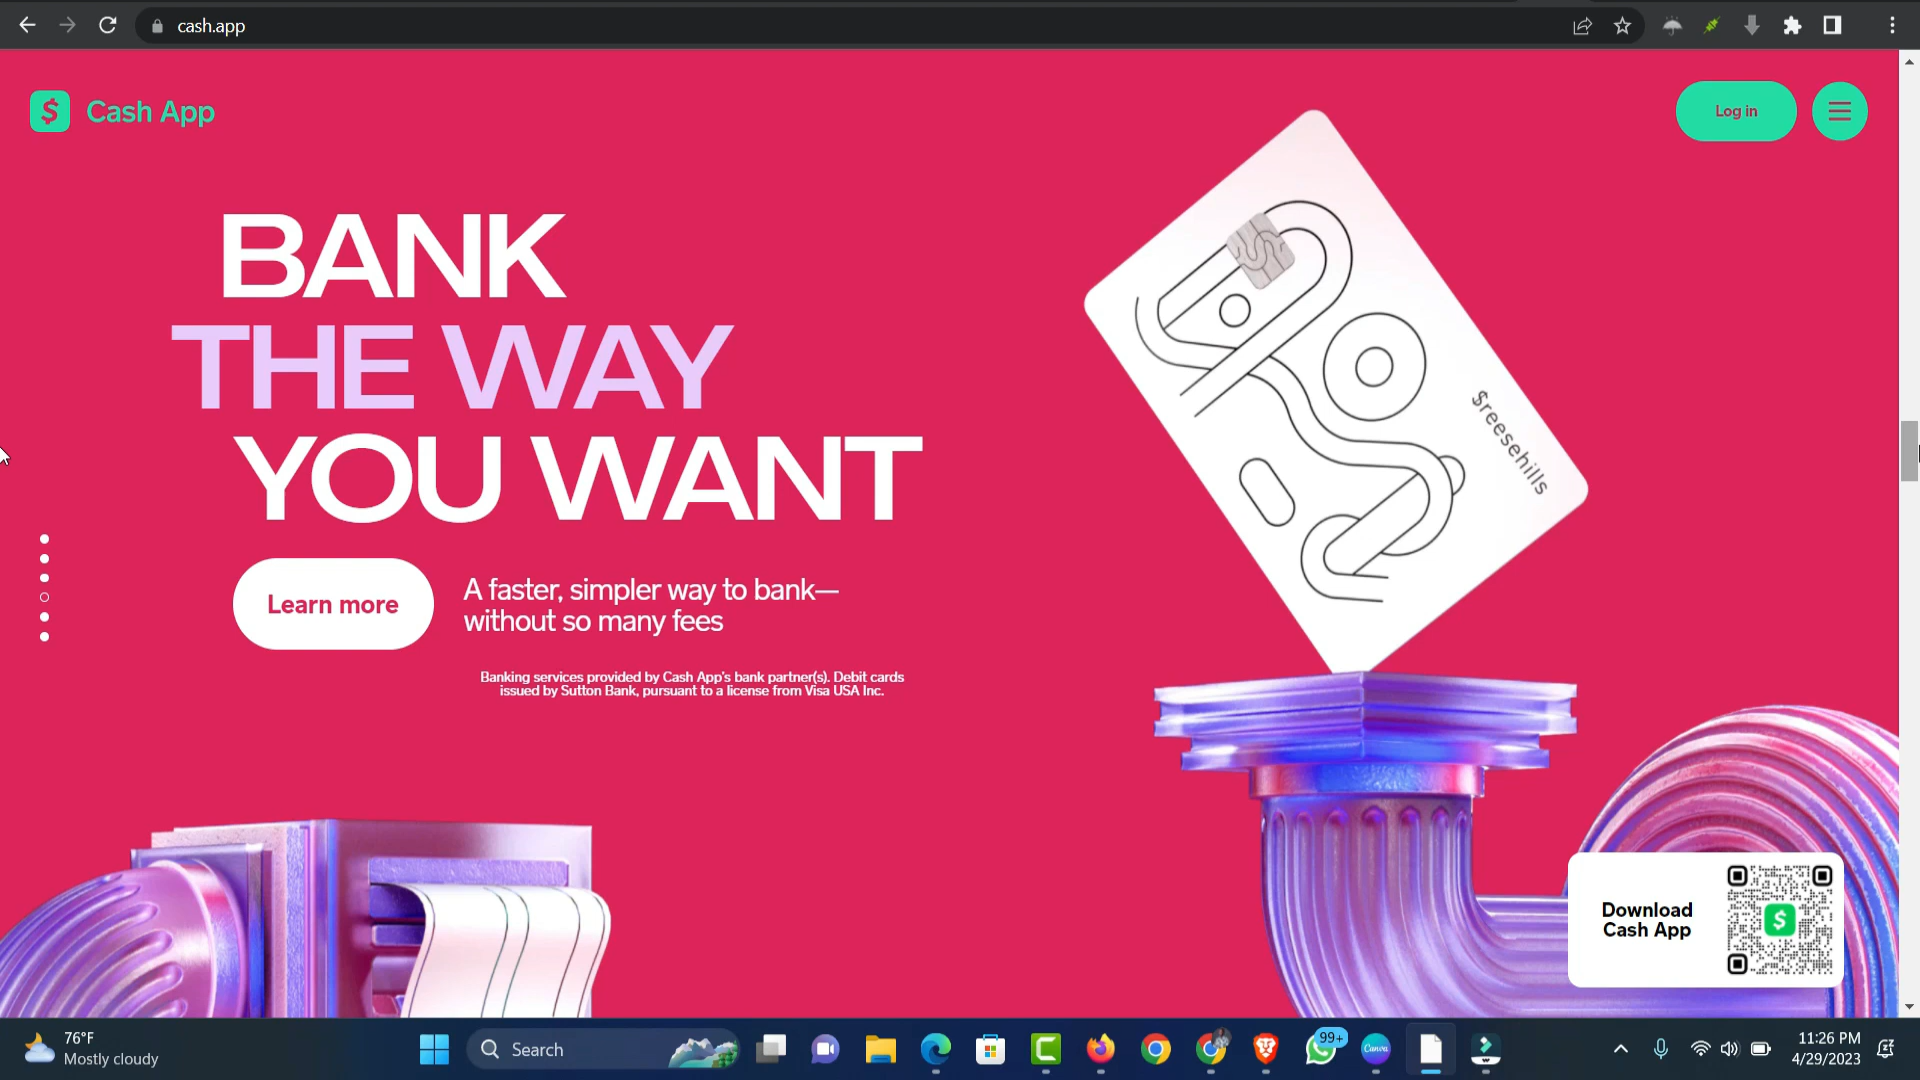 cash.app
Cash App
Log in
BANK
THE WAY
YOU WANT
Learn more
A faster, simpler way to bank—
without so many fees
Banking services provided by Cash App's bank partner(s). Debit cards
issued by Sutton Bank, pursuant to a license from Visa USA Inc.
$reesehills
Download
Cash App
76°F
Mostly cloudy
Search
99+
Canva
11:26 PM
4/29/2023